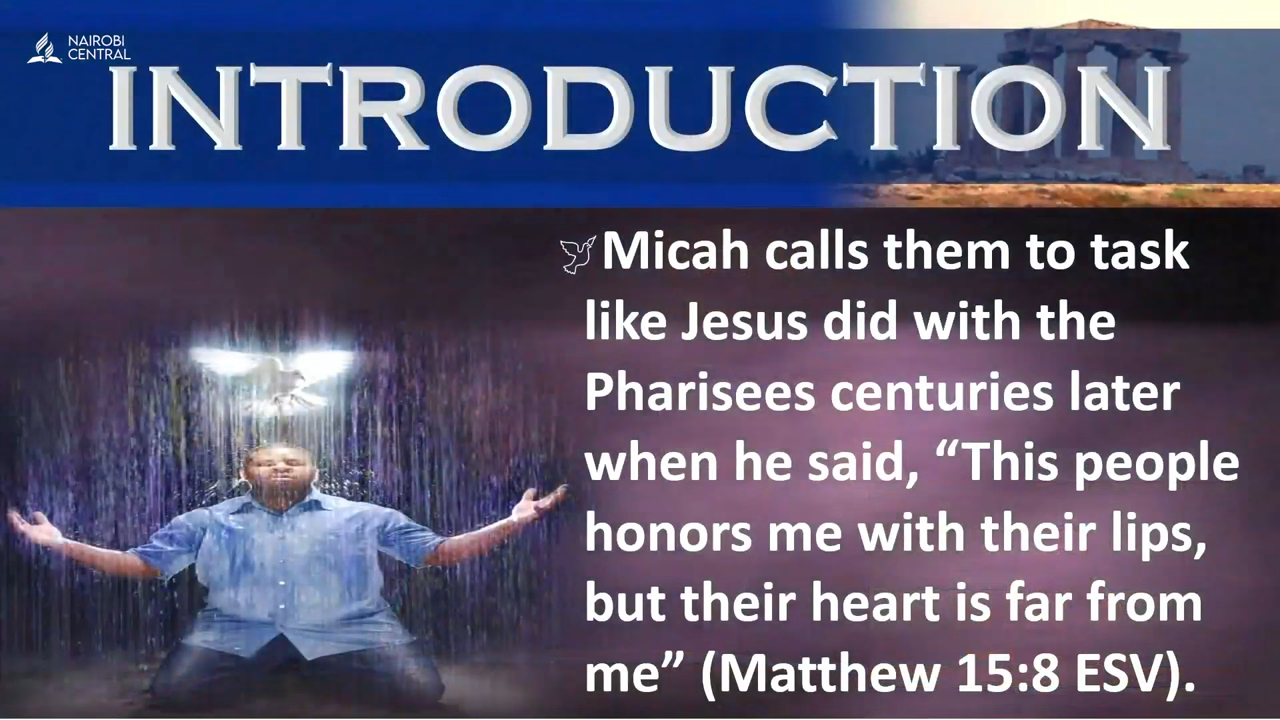 NAIROBI
CENTRAL
INTRODUCTION
Micah calls them to task
like Jesus did with the
Pharisees centuries later
when he said, “This people
honors me with their lips,
but their heart is far from
me” (Matthew 15:8 ESV).